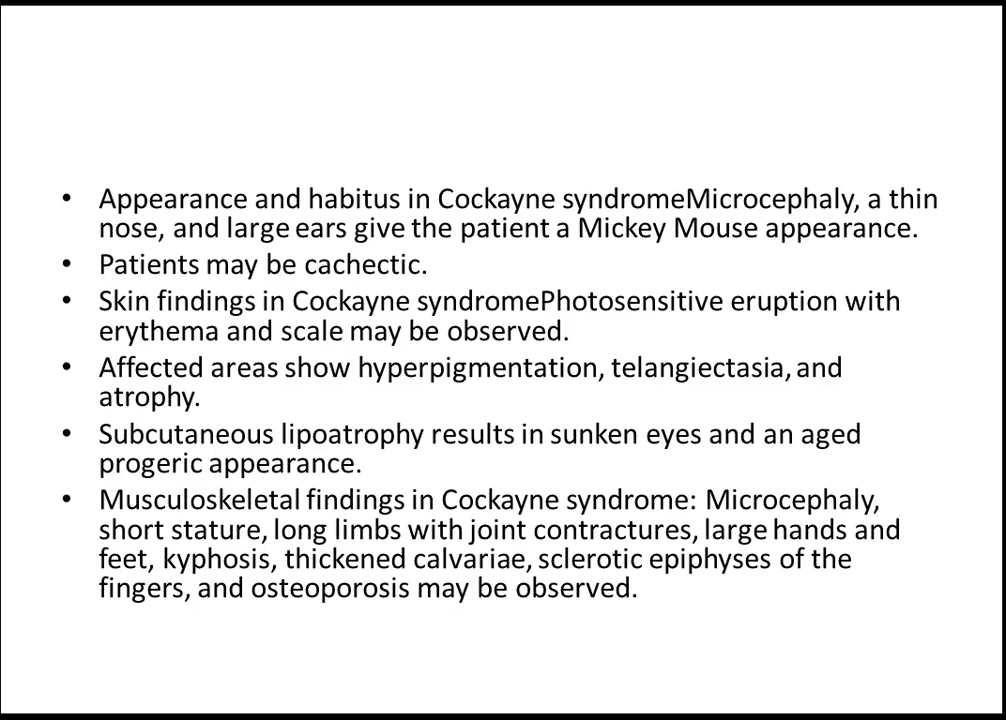 • Appearance and habitus in Cockayne syndromeMicrocephaly, a thin
nose, and large ears give the patient a Mickey Mouse appearance.
• Patients may be cachectic.
• Skin findings in Cockayne syndromePhotosensitive eruption with
erythema and scale may be observed.
• Affected areas show hyperpigmentation, telangiectasia, and
atrophy.
• Subcutaneous lipoatrophy results in sunken eyes and an aged
progeric appearance.
• Musculoskeletal findings in Cockayne syndrome: Microcephaly,
short stature, long limbs with joint contractures, large hands and
feet, kyphosis, thickened calvariae, sclerotic epiphyses of the
fingers, and osteoporosis may be observed.